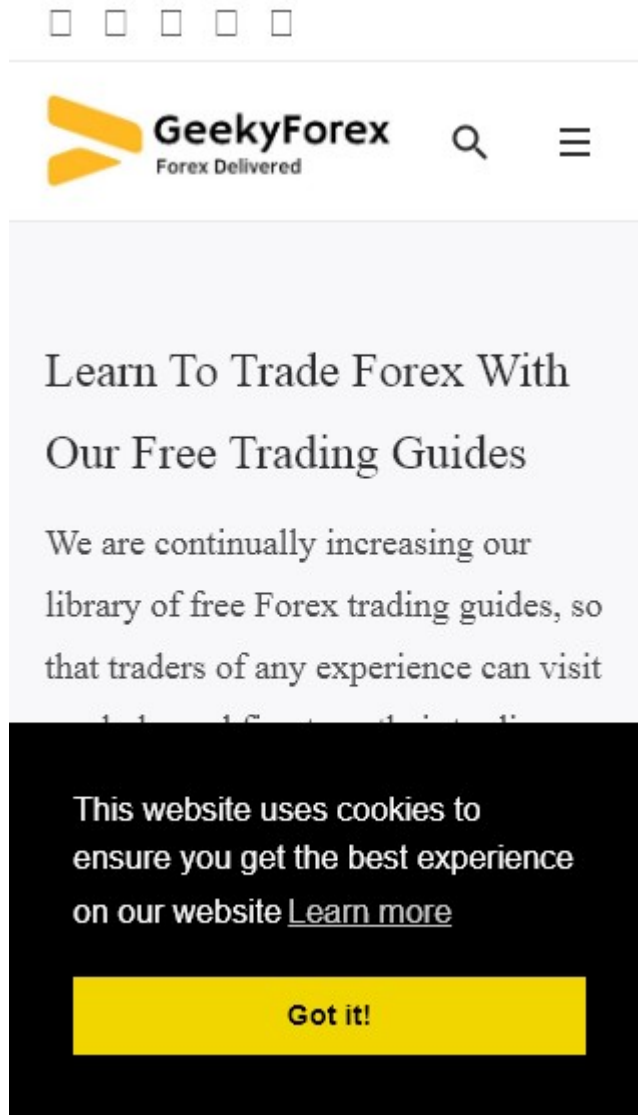 GeekyForex
Forex Delivered
Learn To Trade Forex With
Our Free Trading Guides
We are continually increasing our
library of free Forex trading guides, so
that traders of any experience can visit
This website uses cookies to
ensure you get the best experience
on our website Learn more
Got it!